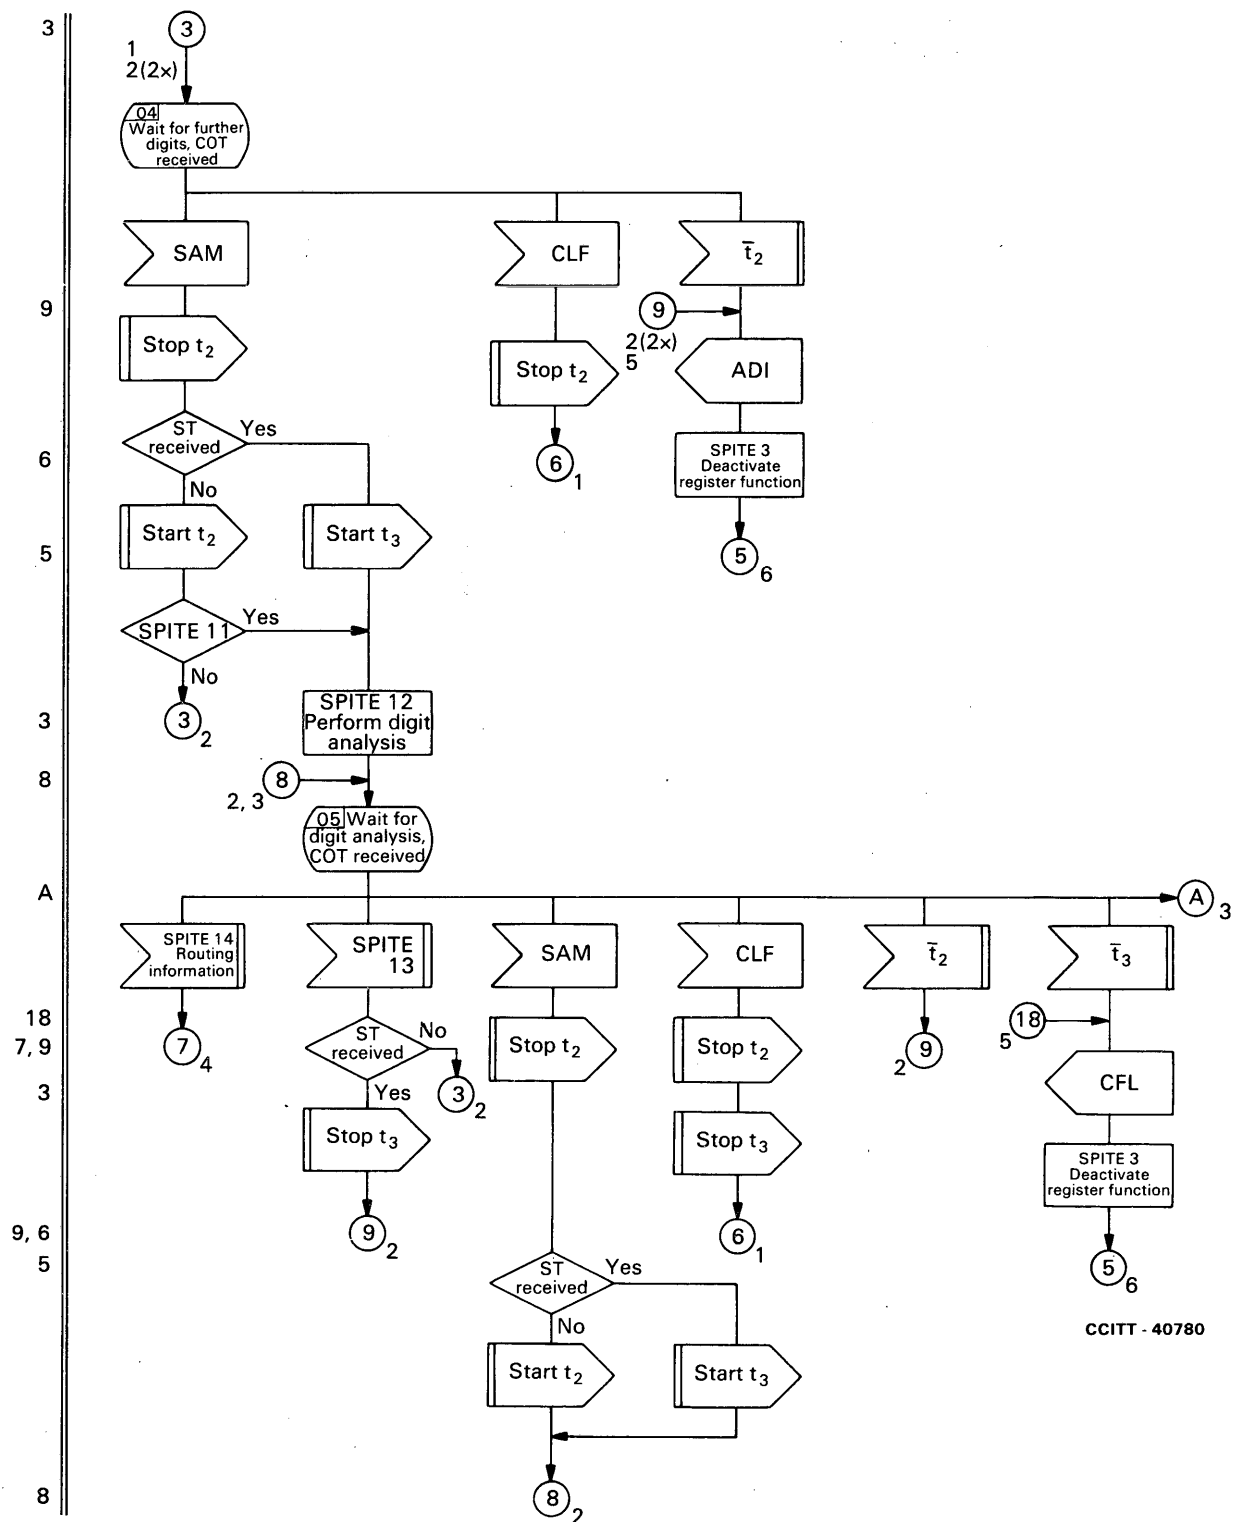 3
3
1
2(2×)
04
Wait for further
digits, COT
received
SAM
CLF
t̅2
9
9
2(2×)
5
Stop t2
Stop t2
ADI
ST
received
Yes
6
6
1
SPITE 3
Deactivate
register function
No
Start t2
Start t3
5
5
6
SPITE 11
Yes
No
3
3
2
SPITE 12
Perform digit
analysis
8
8
2, 3
05
Wait for
digit analysis,
COT received
A
A
3
SPITE 14
Routing
information
SPITE
13
SAM
CLF
t̅2
t̅3
18
7, 9
3
7
4
ST
received
No
3
2
Yes
Stop t2
Stop t2
9
2
18
5
CFL
Stop t3
Stop t3
SPITE 3
Deactivate
register function
9, 6
5
9
2
6
1
5
6
ST
received
Yes
No
CCITT - 40780
Start t2
Start t3
8
8
2